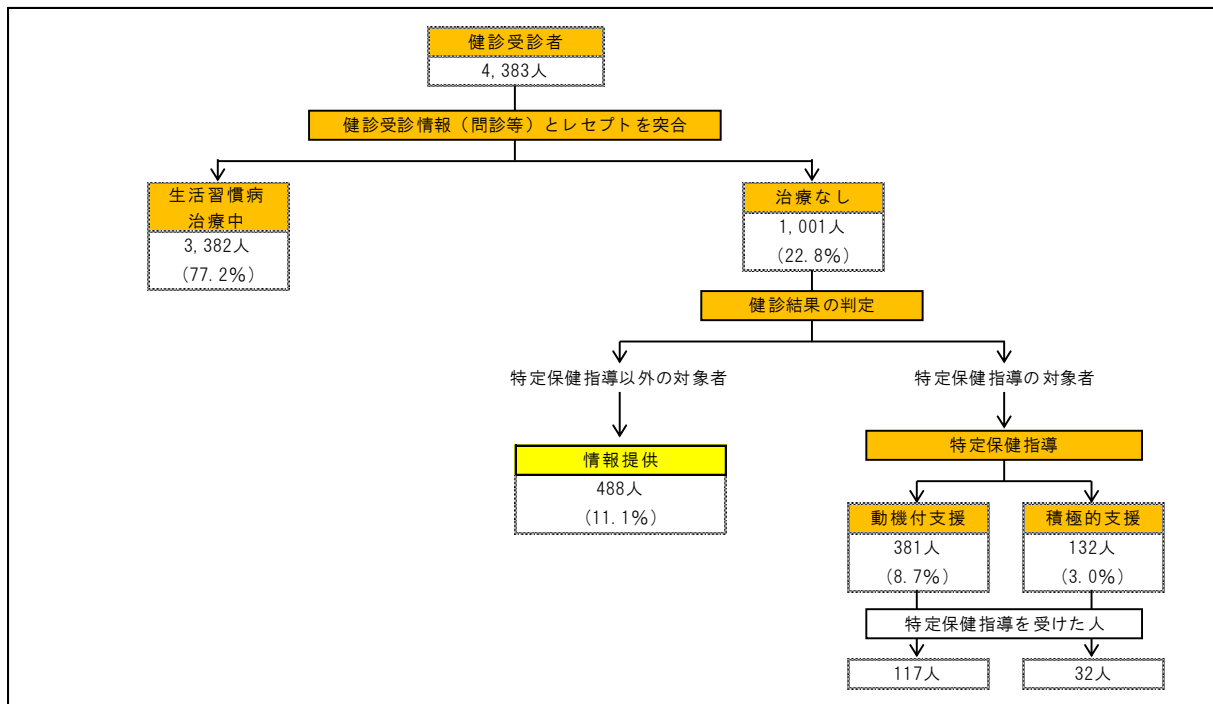 健診受診者
4,383人
健診受診情報（問診等）とレセプトを突合
生活習慣病
治療中
3,382人
(77.2%)
治療なし
1,001人
(22.8%)
健診結果の判定
特定保健指導以外の対象者
特定保健指導の対象者
情報提供
488人
(11.1%)
特定保健指導
動機付支援
381人
(8.7%)
積極的支援
132人
(3.0%)
特定保健指導を受けた人
117人
32人